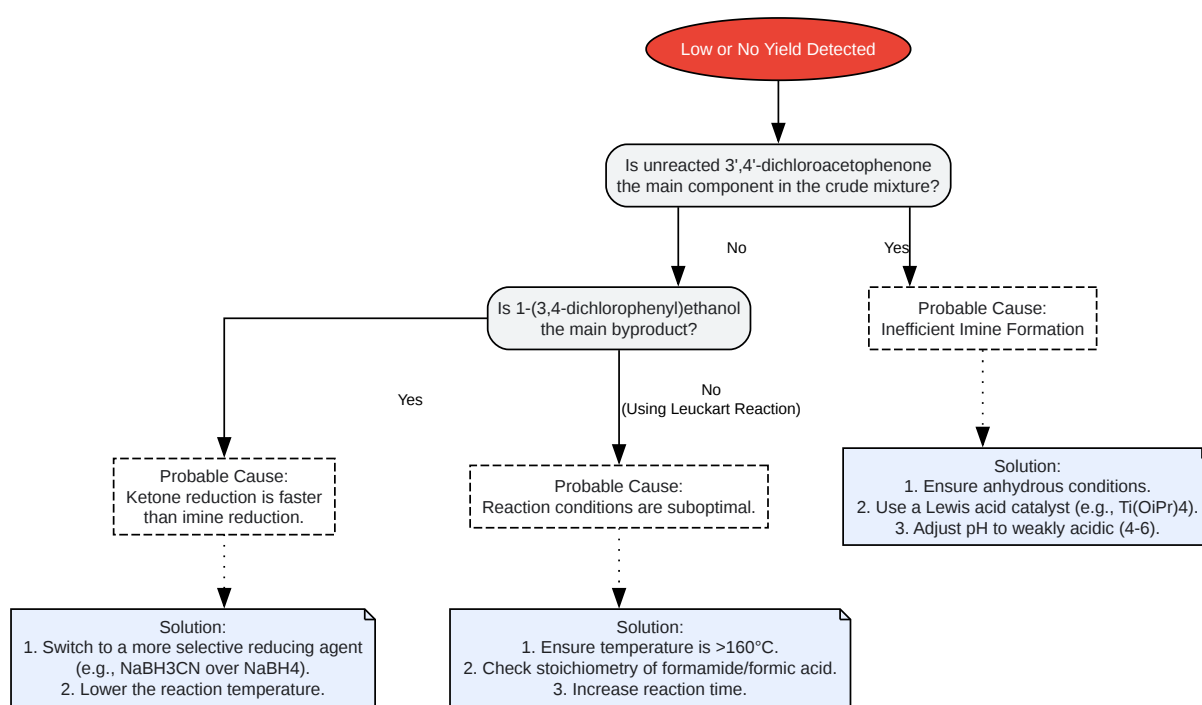 Low or No Yield Detected
Is unreacted 3',4'-dichloroacetophenone
the main component in the crude mixture?
No
Yes
Is 1-(3,4-dichlorophenyl)ethanol
the main byproduct?
Probable Cause:
Inefficient Imine Formation
Yes
No
(Using Leuckart Reaction)
Probable Cause:
Ketone reduction is faster
than imine reduction.
Probable Cause:
Reaction conditions are suboptimal.
Solution:
1. Ensure anhydrous conditions.
2. Use a Lewis acid catalyst (e.g., Ti(OiPr)4).
3. Adjust pH to weakly acidic (4-6).
Solution:
1. Switch to a more selective reducing agent
(e.g., NaBH3CN over NaBH4).
2. Lower the reaction temperature.
Solution:
1. Ensure temperature is >160°C.
2. Check stoichiometry of formamide/formic acid.
3. Increase reaction time.